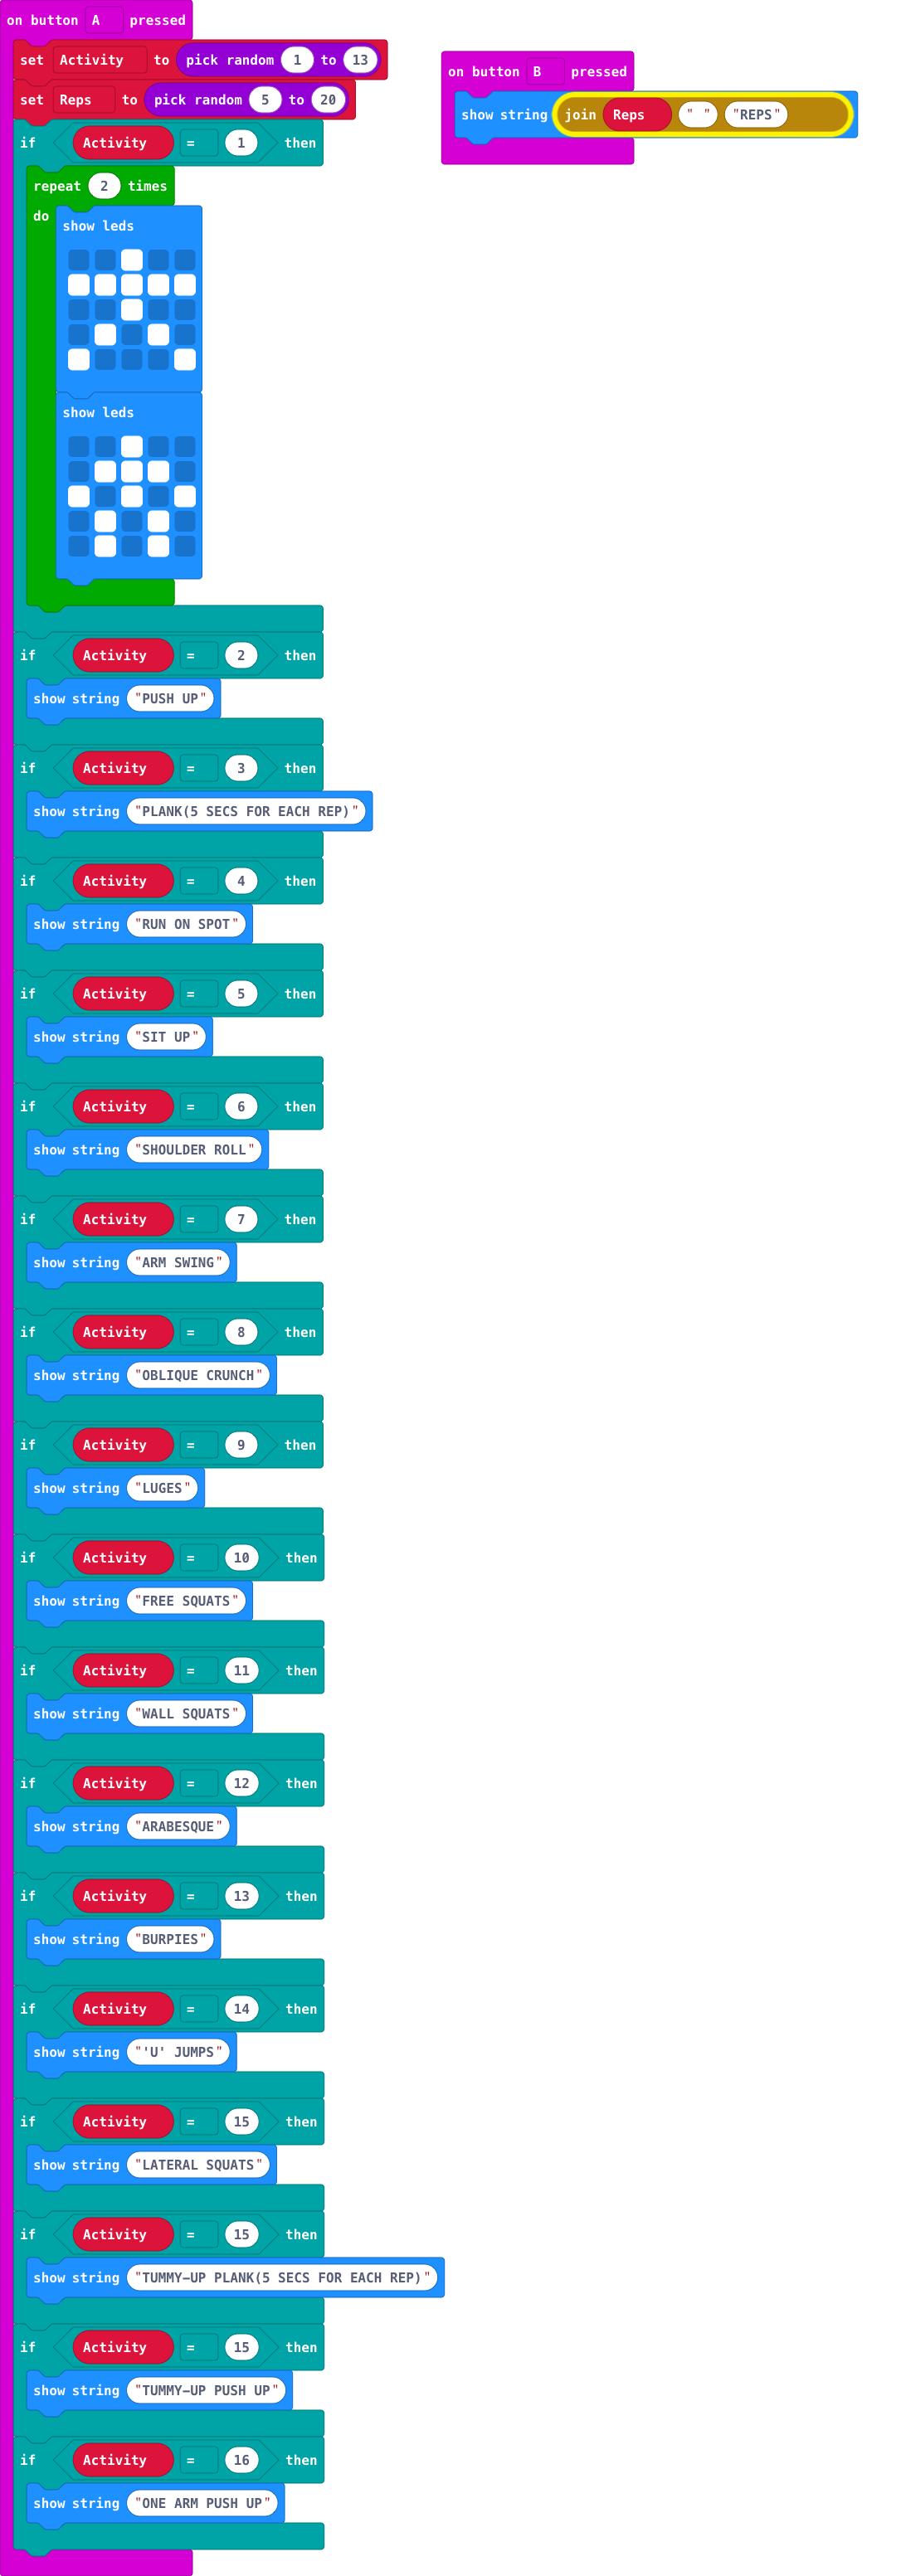 on button A pressed
set Activity to pick random 1 to 13
set Reps to pick random 5 to 20
if Activity = 1 then
repeat 2 times
do
show leds
show leds
if Activity = 2 then
show string "PUSH UP"
if Activity = 3 then
show string "PLANK(5 SECS FOR EACH REP)"
if Activity = 4 then
show string "RUN ON SPOT"
if Activity = 5 then
show string "SIT UP"
if Activity = 6 then
show string "SHOULDER ROLL"
if Activity = 7 then
show string "ARM SWING"
if Activity = 8 then
show string "OBLIQUE CRUNCH"
if Activity = 9 then
show string "LUGES"
if Activity = 10 then
show string "FREE SQUATS"
if Activity = 11 then
show string "WALL SQUATS"
if Activity = 12 then
show string "ARABESQUE"
if Activity = 13 then
show string "BURPIES"
if Activity = 14 then
show string "'U' JUMPS"
if Activity = 15 then
show string "LATERAL SQUATS"
if Activity = 15 then
show string "TUMMY-UP PLANK(5 SECS FOR EACH REP)"
if Activity = 15 then
show string "TUMMY-UP PUSH UP"
if Activity = 16 then
show string "ONE ARM PUSH UP"
on button B pressed
show string join Reps " " "REPS"